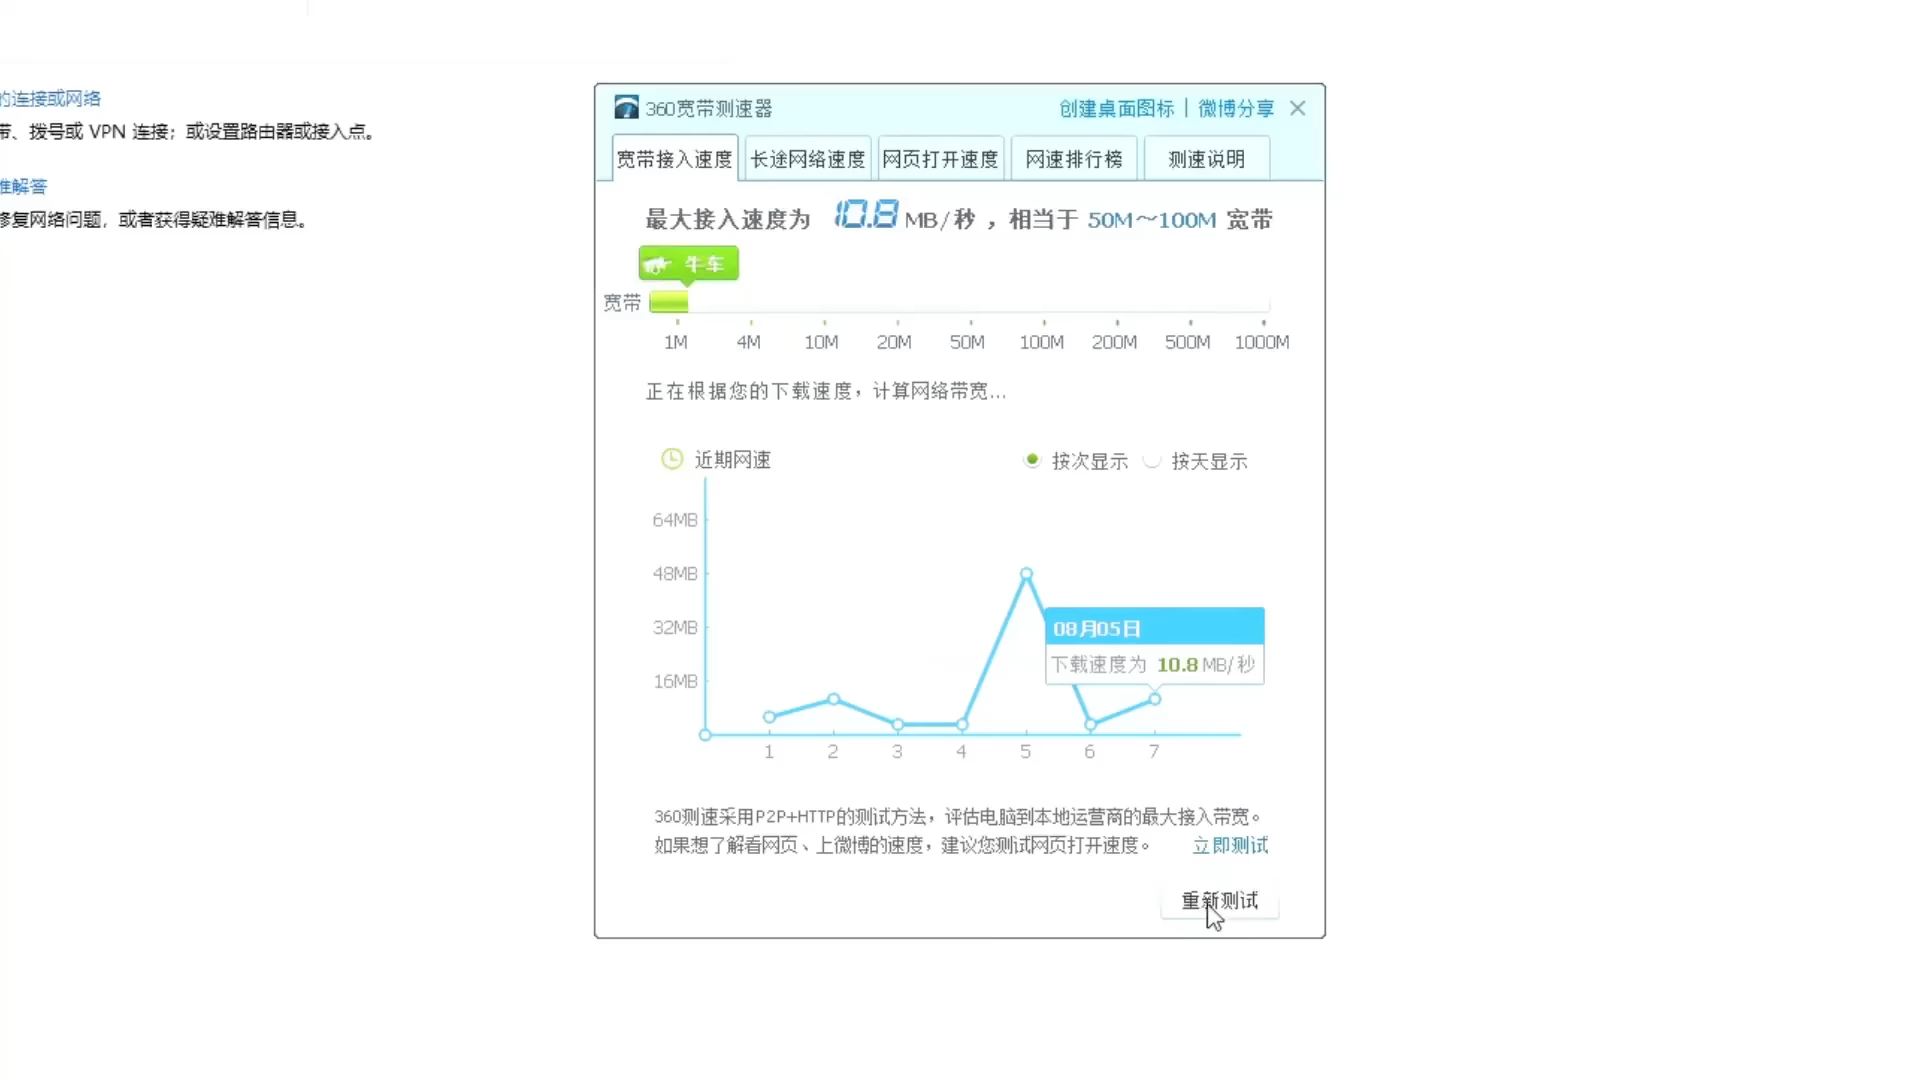 的连接或网络
带、拨号或 VPN 连接；或设置路由器或接入点。
难解答
修复网络问题，或者获得疑难解答信息。
360宽带测速器
创建桌面图标 | 微博分享
宽带接入速度 长途网络速度 网页打开速度 网速排行榜 测速说明
最大接入速度为 10.8 MB/秒 ，相当于 50M～100M 宽带
牛车
宽带
1M 4M 10M 20M 50M 100M 200M 500M 1000M
正在根据您的下载速度，计算网络带宽...
近期网速 按次显示 按天显示
64MB
48MB
32MB
16MB
08月05日
下载速度为 10.8 MB/秒
1 2 3 4 5 6 7
360测速采用P2P+HTTP的测试方法，评估电脑到本地运营商的最大接入带宽。
如果想了解看网页、上微博的速度，建议您测试网页打开速度。 立即测试
重新测试